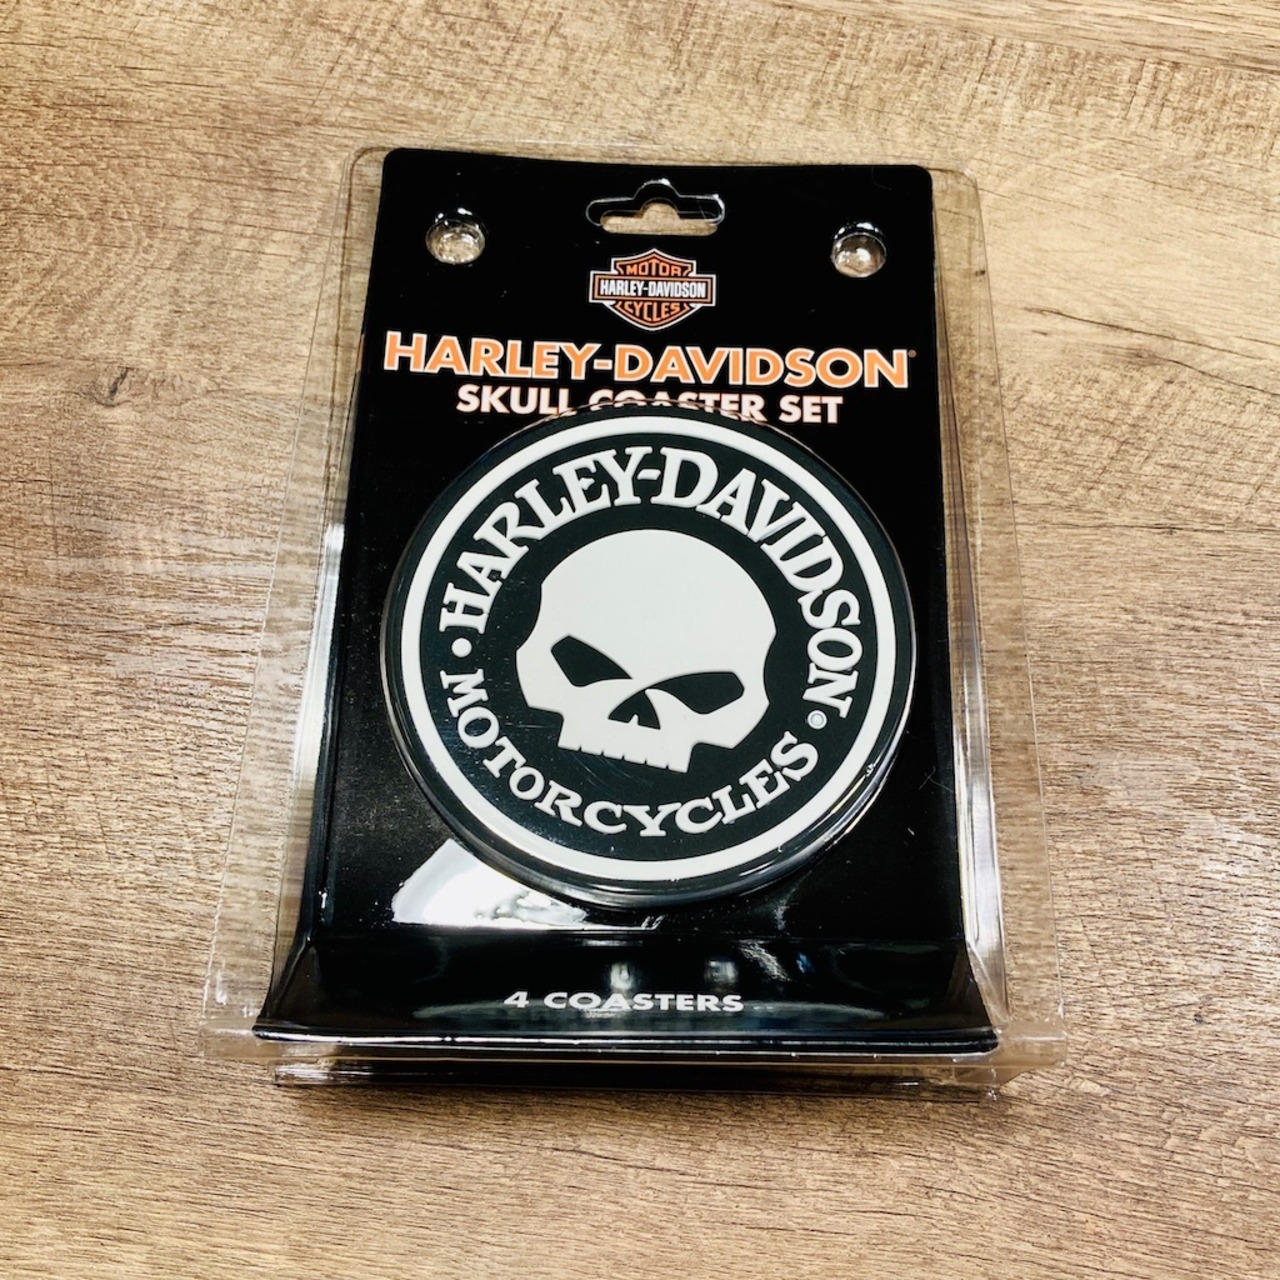 MOTOR
HARLEY-DAVIDSON
CYCLES
HARLEY-DAVIDSON®
SKULL COASTER SET
HARLEY-DAVIDSON
• MOTORCYCLES •
4 COASTERS